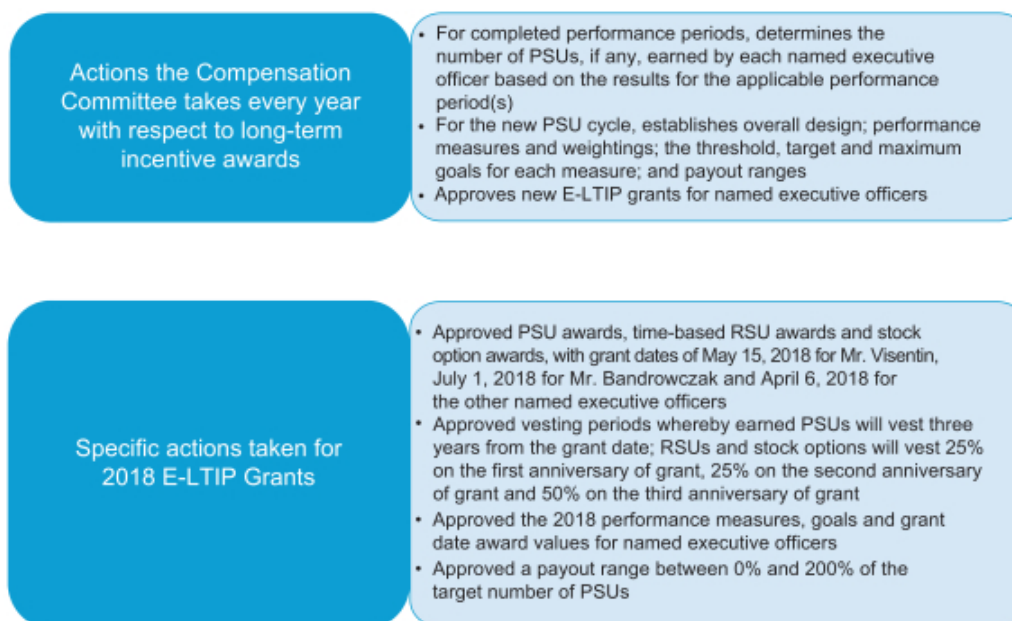 Actions the Compensation
Committee takes every year
with respect to long-term
incentive awards
• For completed performance periods, determines the
number of PSUs, if any, earned by each named executive
officer based on the results for the applicable performance
period(s)
• For the new PSU cycle, establishes overall design; performance
measures and weightings; the threshold, target and maximum
goals for each measure; and payout ranges
• Approves new E-LTIP grants for named executive officers
Specific actions taken for
2018 E-LTIP Grants
• Approved PSU awards, time-based RSU awards and stock
option awards, with grant dates of May 15, 2018 for Mr. Visentin,
July 1, 2018 for Mr. Bandrowczak and April 6, 2018 for
the other named executive officers
• Approved vesting periods whereby earned PSUs will vest three
years from the grant date; RSUs and stock options will vest 25%
on the first anniversary of grant, 25% on the second anniversary
of grant and 50% on the third anniversary of grant
• Approved the 2018 performance measures, goals and grant
date award values for named executive officers
• Approved a payout range between 0% and 200% of the
target number of PSUs